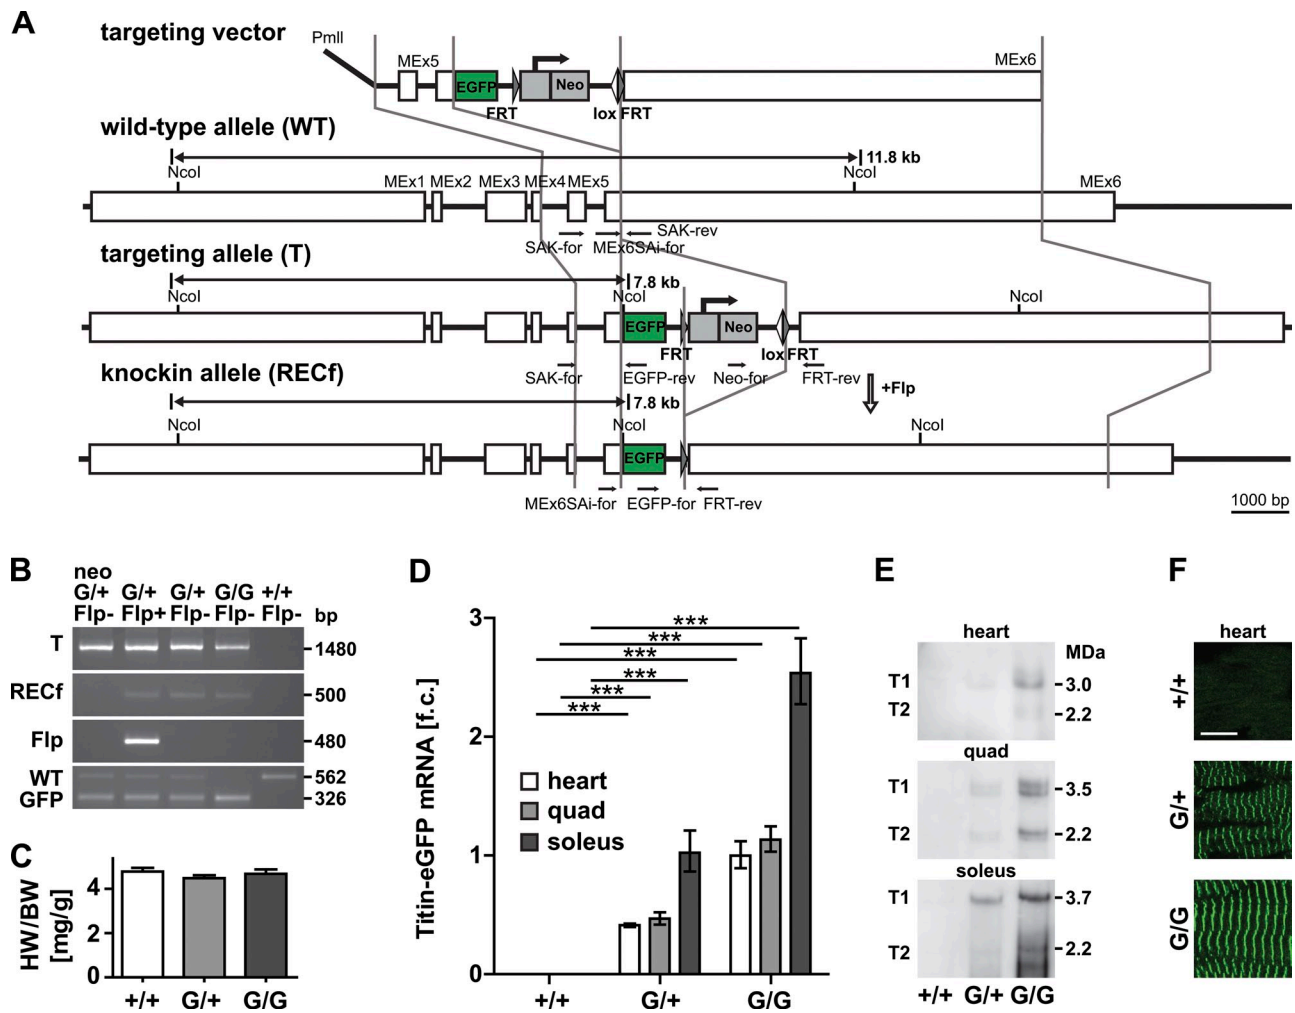 A
targeting vector
PmlI
MEx5
MEx6
EGFP
Neo
FRT
lox FRT
wild-type allele (WT)
11.8 kb
NcoI
NcoI
MEx1 MEx2 MEx3 MEx4 MEx5
MEx6
SAK-rev
SAK-for
MEx6SAi-for
targeting allele (T)
7.8 kb
NcoI
NcoI
NcoI
EGFP
Neo
FRT
lox FRT
SAK-for
EGFP-rev
Neo-for
FRT-rev
knockin allele (RECf)
+Flp
7.8 kb
NcoI
NcoI
NcoI
EGFP
MEx6SAi-for
EGFP-for
FRT-rev
1000 bp
B
neo
G/+ G/+ G/+ G/G +/+
Flp- Flp+ Flp- Flp- Flp- bp
T 1480
RECf 500
Flp 480
WT 562
GFP 326
C
HW/BW
[mg/g]
4
2
0
+/+ G/+ G/G
D
Titin-eGFP mRNA [f.c.]
3
2
1
0
***
***
***
***
***
***
heart
quad
soleus
+/+ G/+ G/G
E
heart
MDa
T1 3.0
T2 2.2
quad
T1 3.5
T2 2.2
soleus
T1 3.7
T2 2.2
+/+ G/+ G/G
F
heart
+/+
G/+
G/G